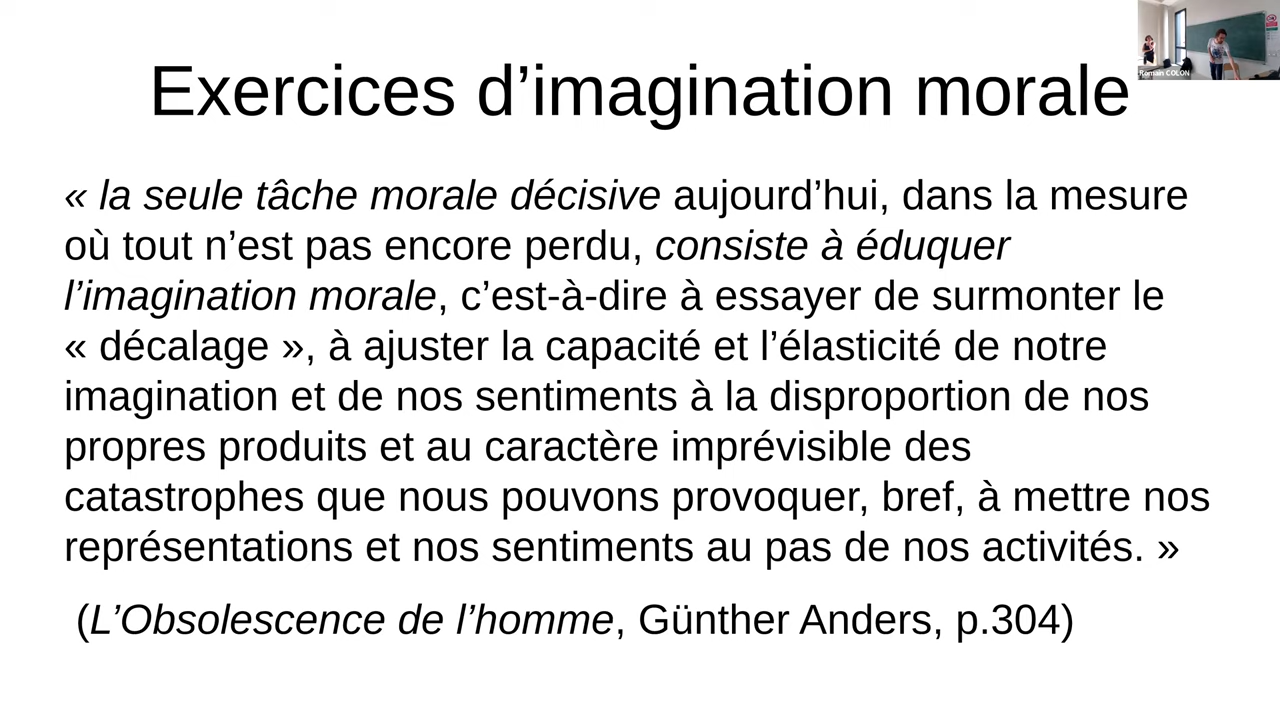 Exercices d’imagination morale
Romain COLON
« la seule tâche morale décisive aujourd’hui, dans la mesure
où tout n’est pas encore perdu, consiste à éduquer
l’imagination morale, c’est-à-dire à essayer de surmonter le
« décalage », à ajuster la capacité et l’élasticité de notre
imagination et de nos sentiments à la disproportion de nos
propres produits et au caractère imprévisible des
catastrophes que nous pouvons provoquer, bref, à mettre nos
représentations et nos sentiments au pas de nos activités. »
(L’Obsolescence de l’homme, Günther Anders, p.304)